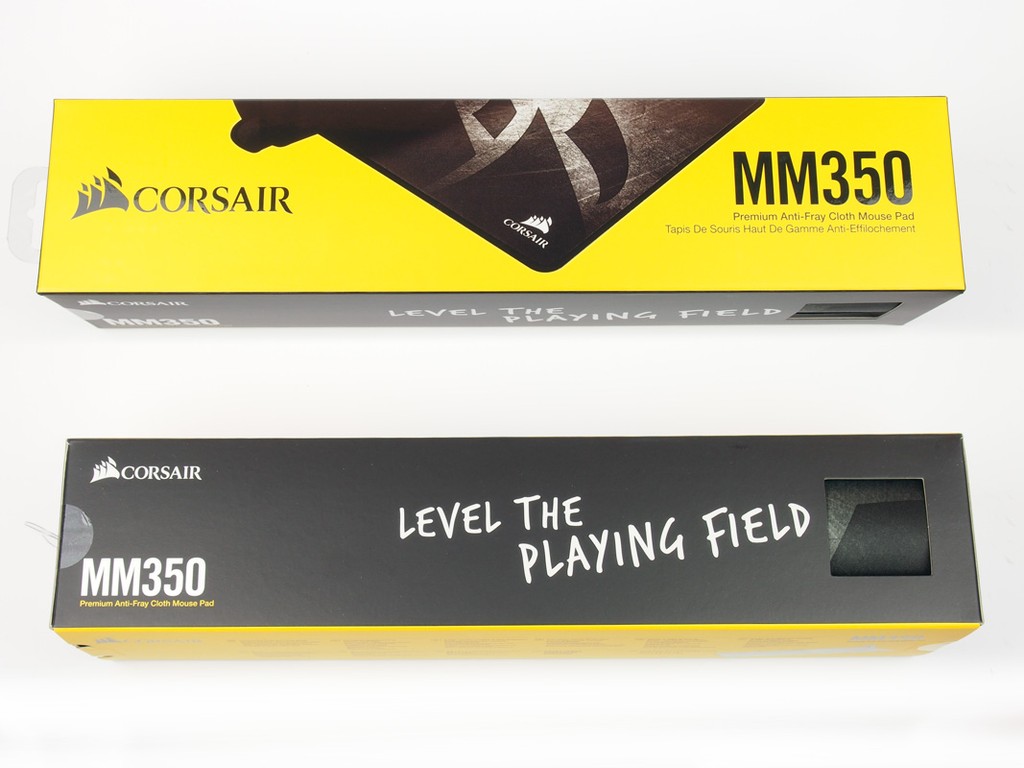 CORSAIR
CORSAIR
MM350
Premium Anti-Fray Cloth Mouse Pad
Tapis De Souris Haut De Gamme Anti-Effilochement
CORSAIR
MM350
LEVEL THE
PLAYING FIELD
CORSAIR
LEVEL THE
PLAYING FIELD
MM350
Premium Anti-Fray Cloth Mouse Pad